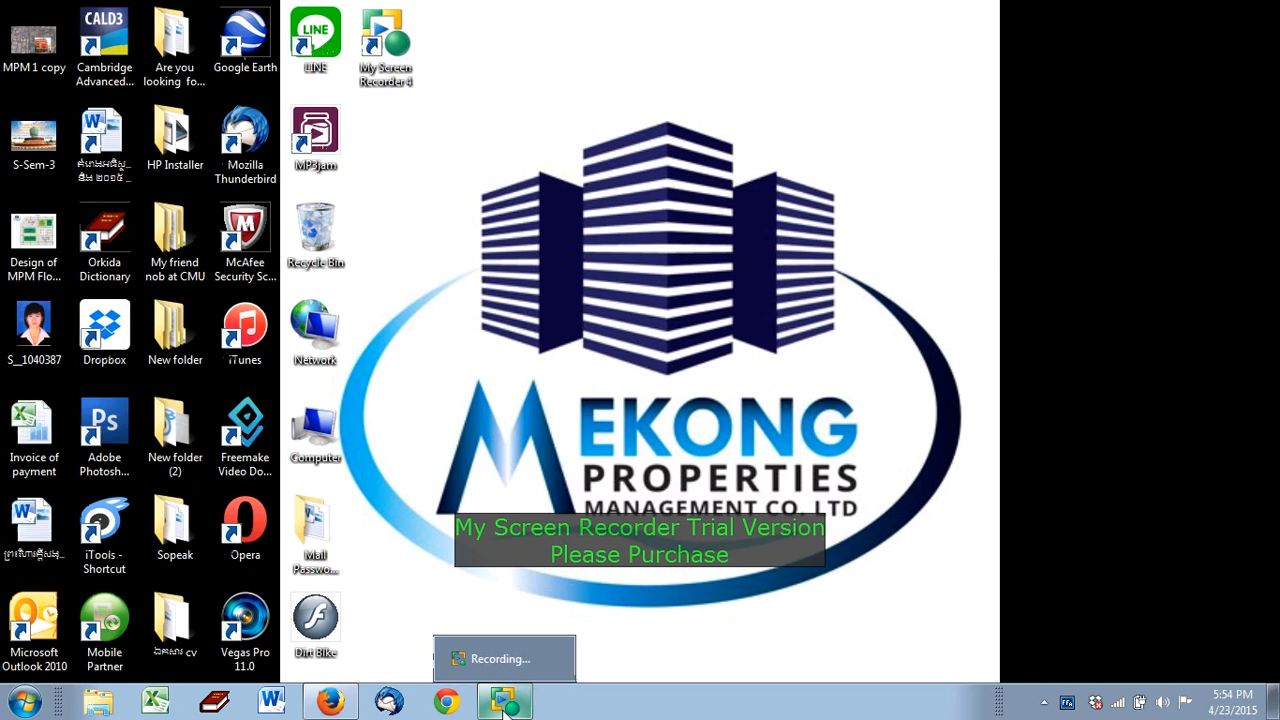 MPM 1 copy
CALD3
Cambridge
Advanced...
Are you
looking fo...
Google Earth
LINE
LINE
My Screen
Recorder 4
S-Sem-3
HP Installer
Mozilla
Thunderbird
MP3jam
Design of
MPM Flo...
Orkida
Dictionary
My friend
nob at CMU
McAfee
Security Sc...
Recycle Bin
S__1040387
Dropbox
New folder
iTunes
Network
Invoice of
payment
Ps
Adobe
Photosh...
New folder
(2)
Freemake
Video Do...
Computer
iTools -
Shortcut
Sopeak
Opera
Mail
Passwo...
Microsoft
Outlook 2010
Mobile
Partner
Vegas Pro
11.0
Dirt Bike
MEKONG
PROPERTIES
MANAGEMENT CO. LTD
My Screen Recorder Trial Version
Please Purchase
Recording...
5:54 PM
4/23/2015